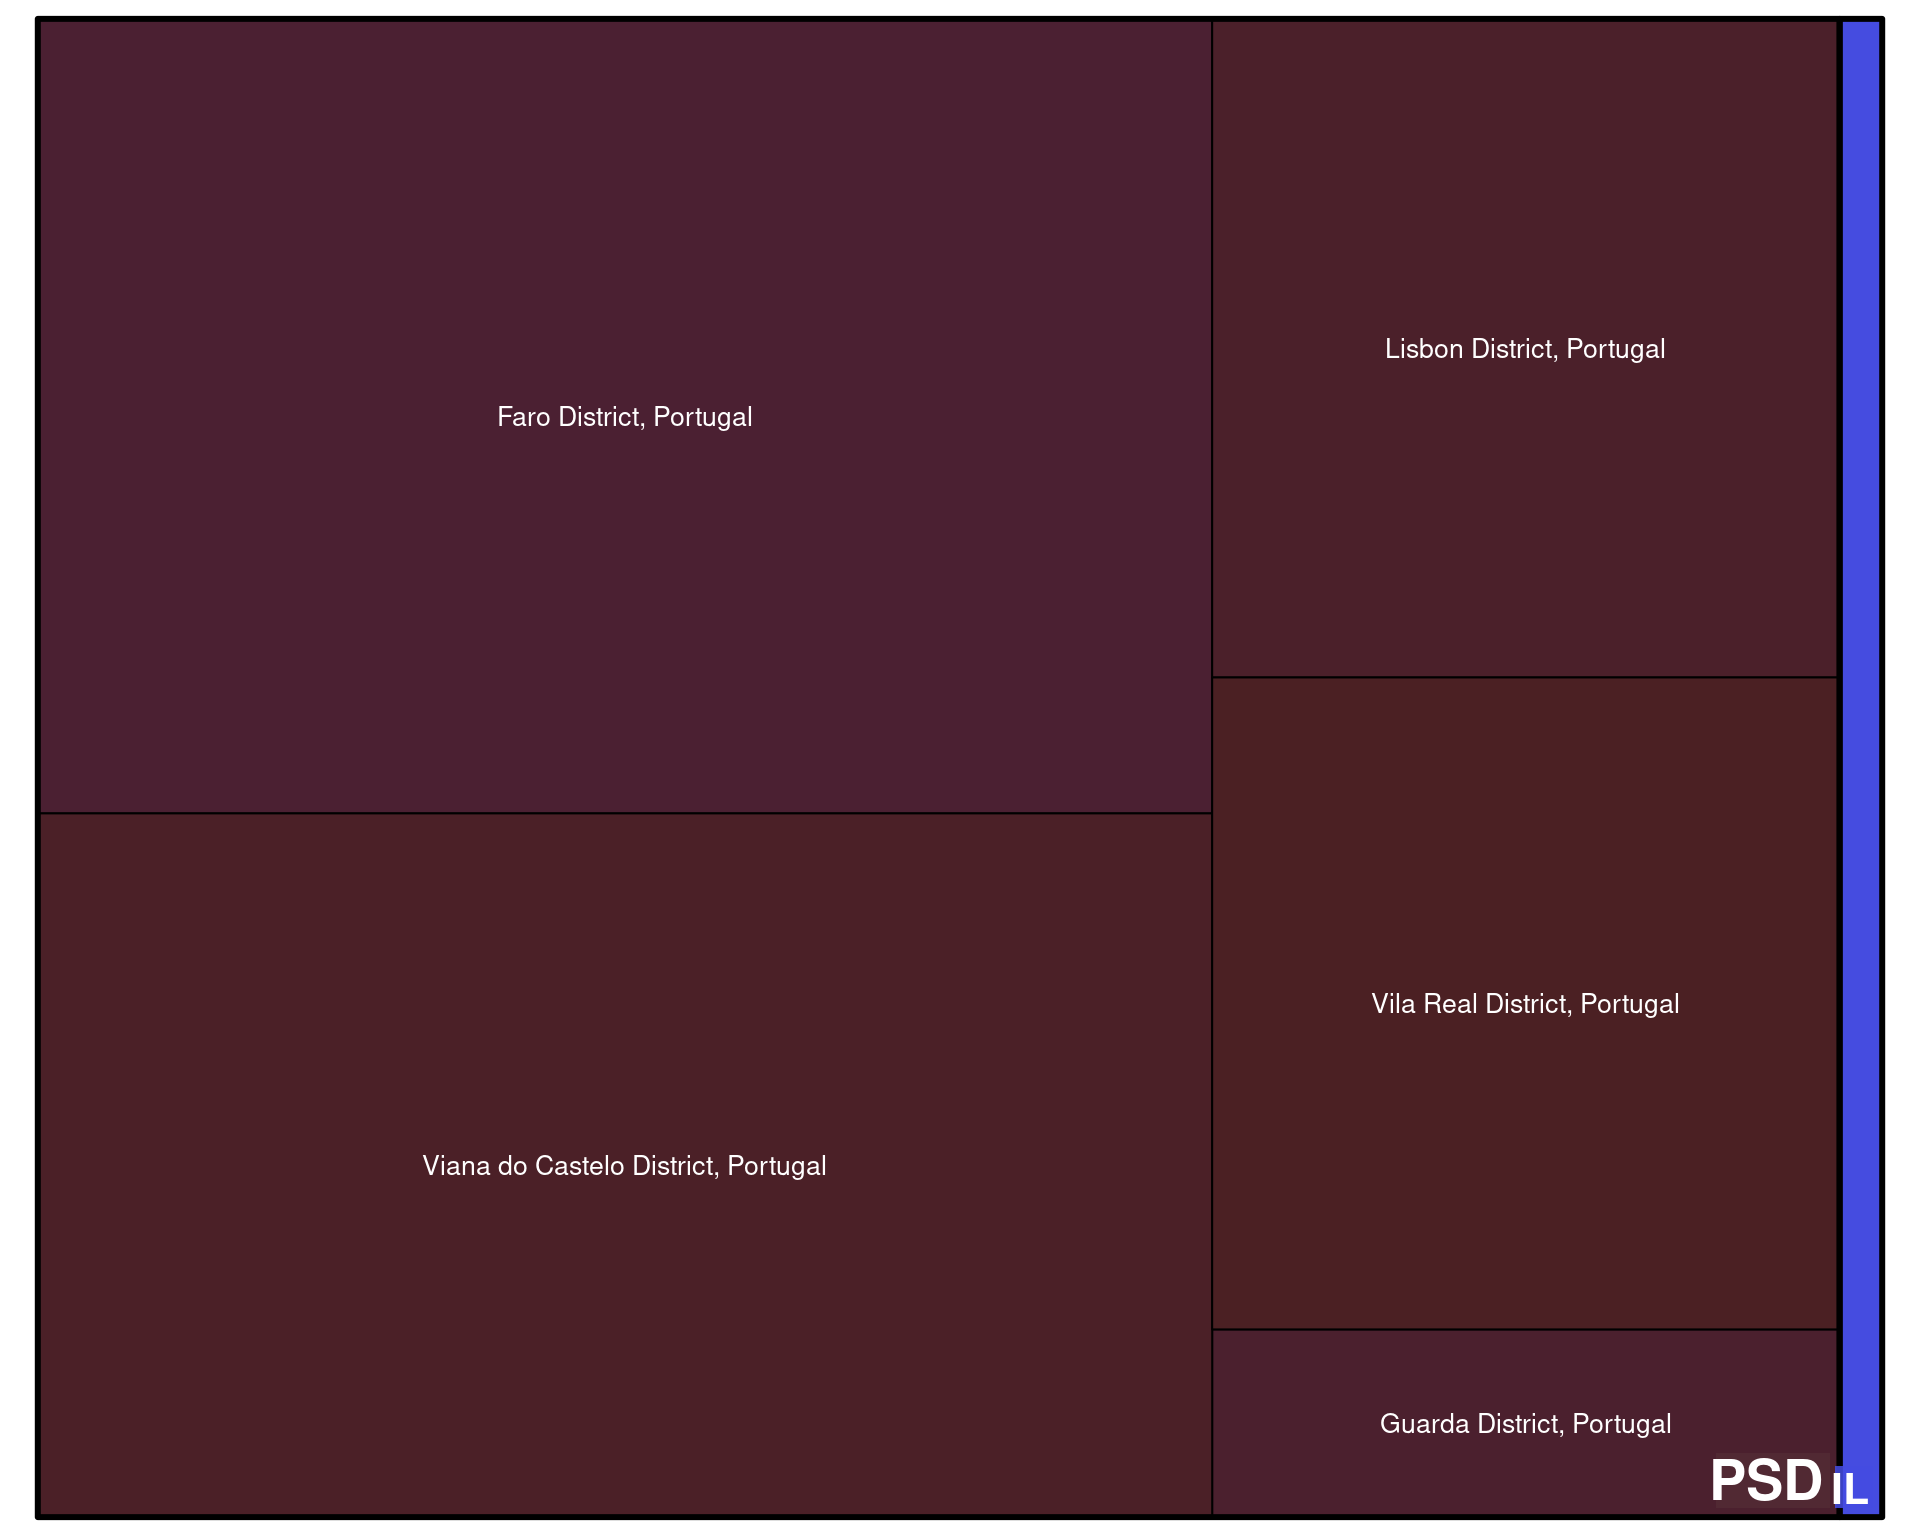 Faro District, Portugal
Lisbon District, Portugal
Vila Real District, Portugal
Viana do Castelo District, Portugal
Guarda District, Portugal
PSD
IL